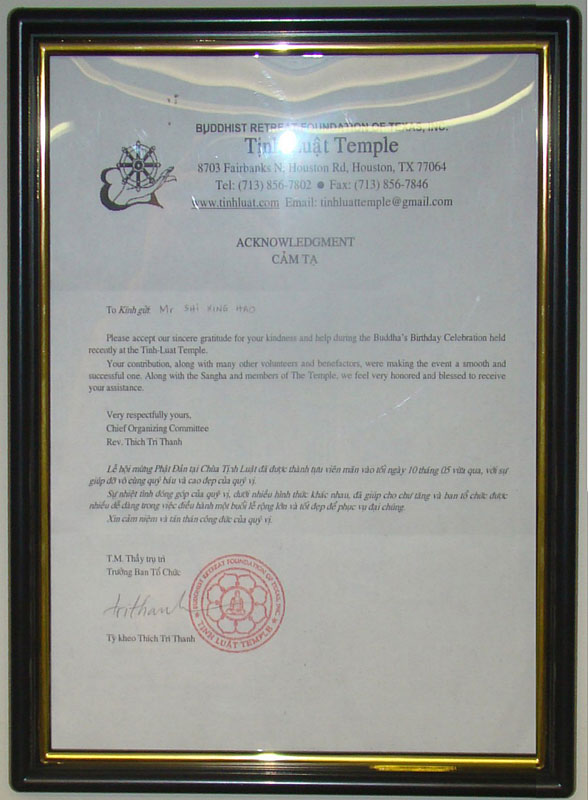 BUDDHIST RETREAT FOUNDATION OF TEXAS, INC.
Tịnh Luật Temple
8703 Fairbanks N. Houston Rd, Houston, TX 77064
Tel: (713) 856-7802 ● Fax: (713) 856-7846
www.tinhluat.com Email: tinhluattemple@gmail.com
ACKNOWLEDGMENT
CẢM TẠ
To Kính gửi Mr SHI XING HAO
Please accept our sincere gratitude for your kindness and help during the Buddha's Birthday Celebration held
recently at the Tinh-Luat Temple.
Your contribution, along with many other volunteers and benefactors, were making the event a smooth and
successful one. Along with the Sangha and members of The Temple, we feel very honored and blessed to receive
your assistance.
Very respectfully yours,
Chief Organizing Committee
Rev. Thich Tri Thanh
Lễ hội mừng Phật Đản tại Chùa Tịnh Luật đã được thành tựu viên mãn vào tối ngày 10 tháng 05 vừa qua, với sự
giúp đỡ vô cùng quý báu và cao đẹp của quý vị.
Sự nhiệt tình đóng góp của quý vị, dưới nhiều hình thức khác nhau, đã giúp cho chư tăng và ban tổ chức được
nhiều dễ dàng trong việc điều hành một buổi lễ rộng lớn và tốt đẹp để phục vụ đại chúng.
Xin cảm niệm và tán thán công đức của quý vị.
T.M. Thầy trụ trì
Trưởng Ban Tổ Chức
trithanh
BUDDHIST RETREAT FOUNDATION OF TEXAS, INC.
TỊNH LUẬT TEMPLE
Tỳ kheo Thích Trí Thanh